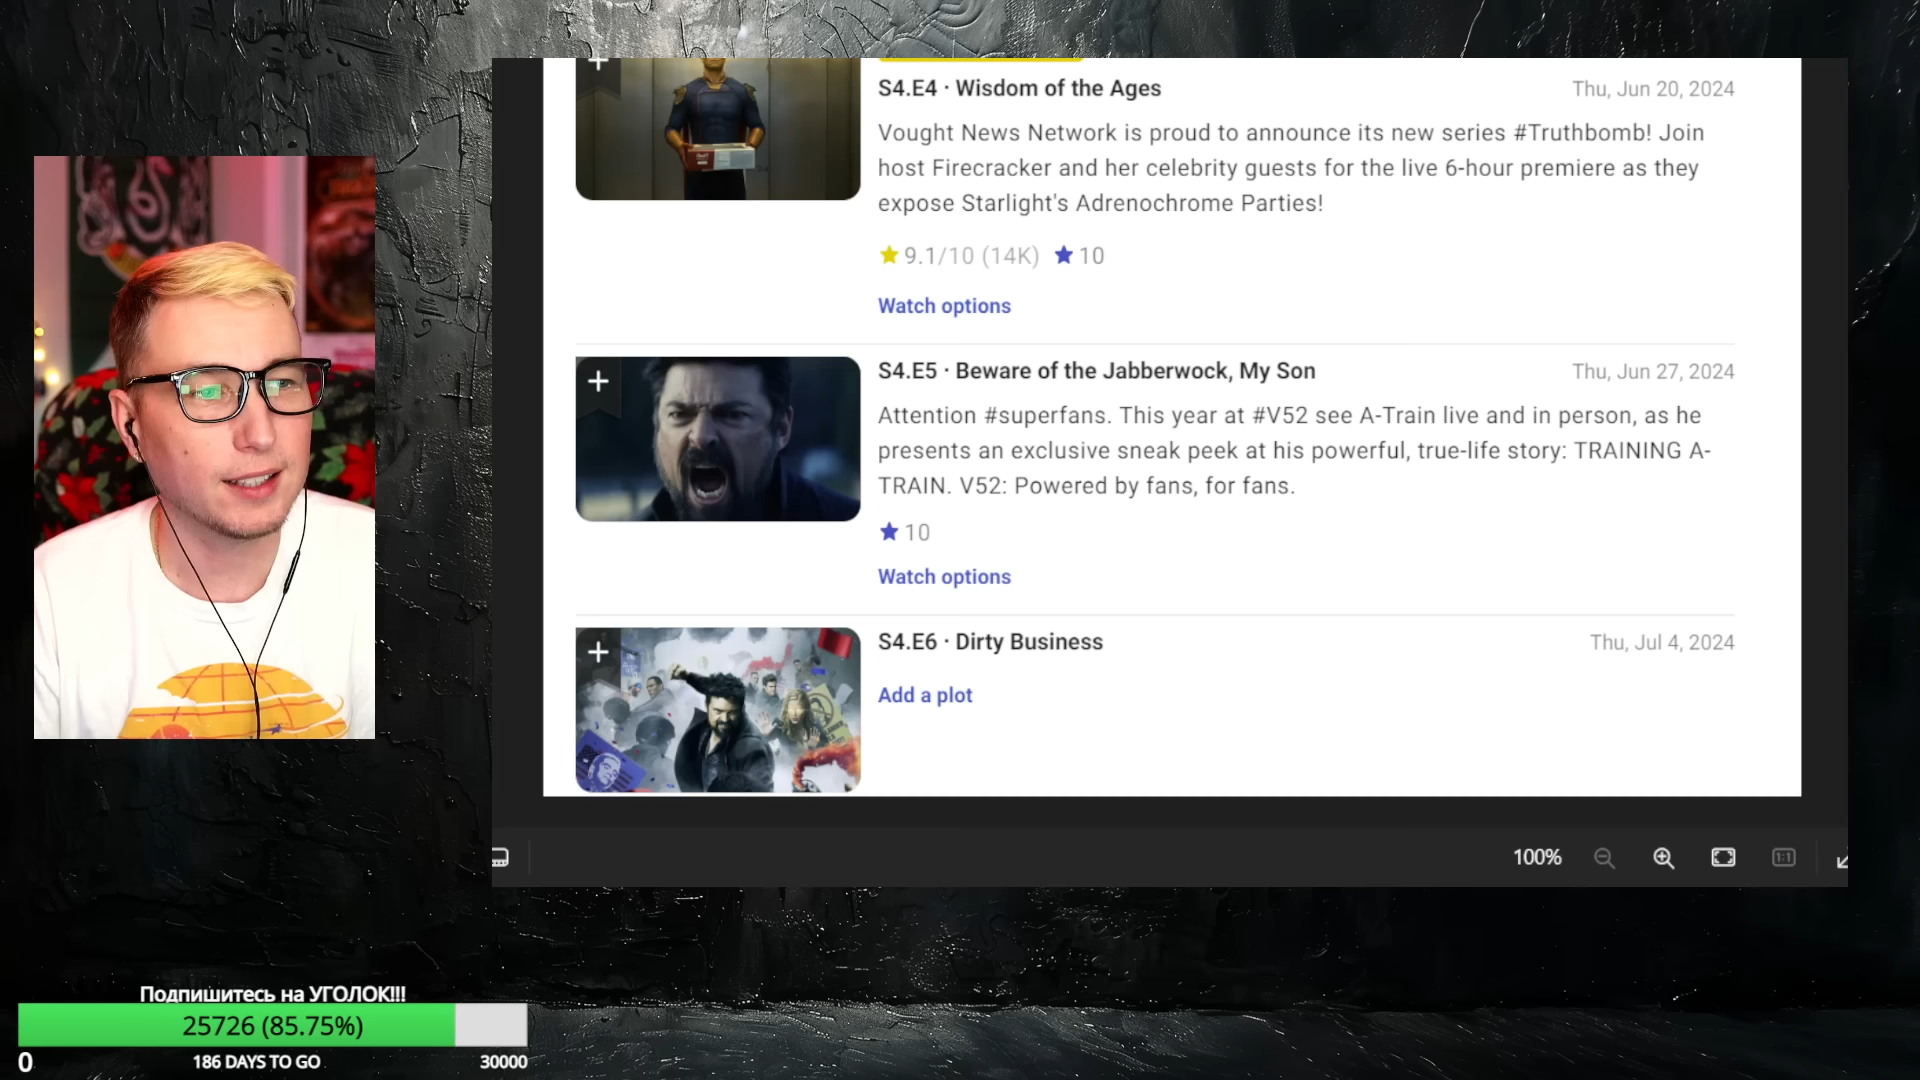 S4.E4 · Wisdom of the Ages
Thu, Jun 20, 2024
Vought News Network is proud to announce its new series #Truthbomb! Join
host Firecracker and her celebrity guests for the live 6-hour premiere as they
expose Starlight's Adrenochrome Parties!
9.1/10 (14K) 10
Watch options
S4.E5 · Beware of the Jabberwock, My Son
Thu, Jun 27, 2024
Attention #superfans. This year at #V52 see A-Train live and in person, as he
presents an exclusive sneak peek at his powerful, true-life story: TRAINING A-
TRAIN. V52: Powered by fans, for fans.
10
Watch options
S4.E6 · Dirty Business
Thu, Jul 4, 2024
Add a plot
100%
1:1
Подпишитесь на УГОЛОК!!!
25726 (85.75%)
0
186 DAYS TO GO
30000